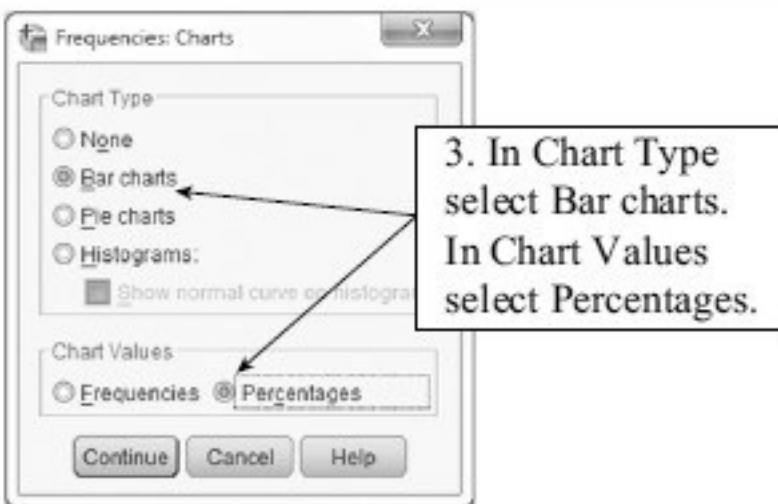 Frequencies: Charts
Chart Type
None
Bar charts
Pie charts
Histograms:
Show normal curve on histogram
Chart Values
Frequencies Percentages
Continue Cancel Help
3. In Chart Type
select Bar charts.
In Chart Values
select Percentages.